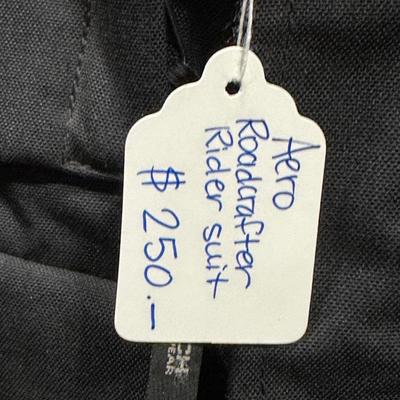 Aero
Roadcrafter
Rider suit
$ 250.-